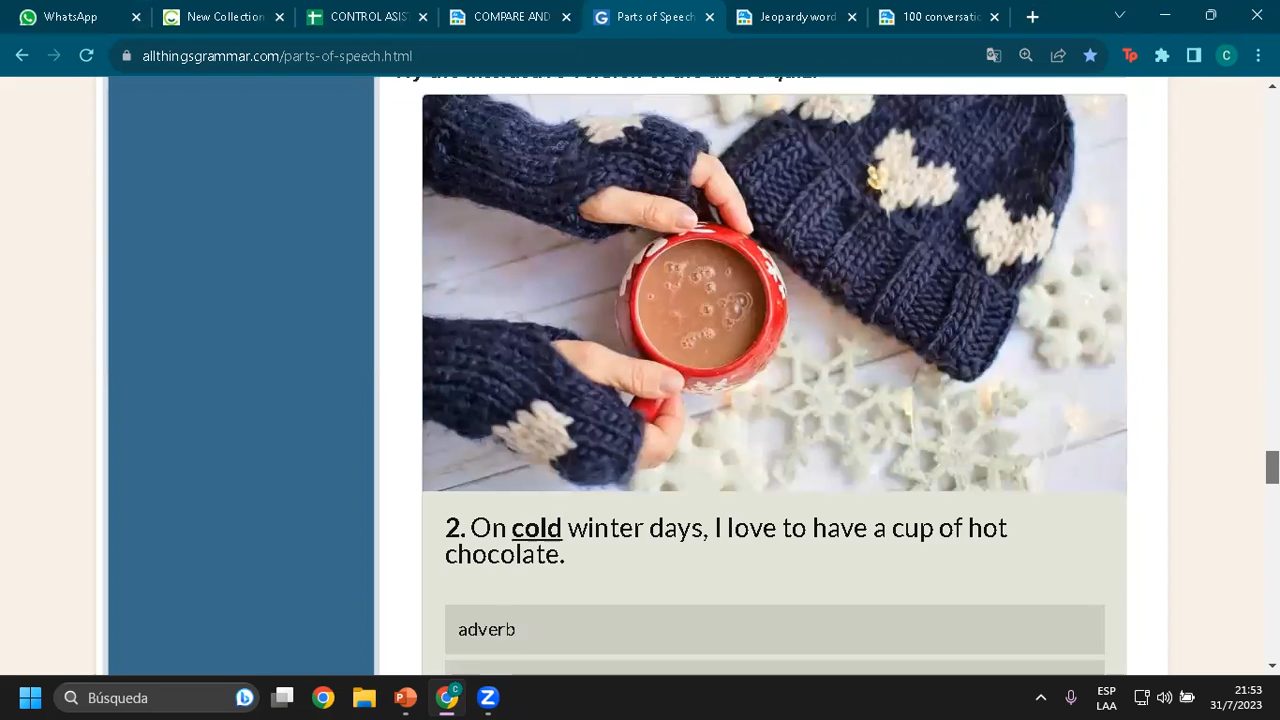 WhatsApp
New Collection
CONTROL ASIS
COMPARE AND
Parts of Speech
Jeopardy word
100 conversatic
allthingsgrammar.com/parts-of-speech.html
2. On cold winter days, I love to have a cup of hot
chocolate.
adverb
Búsqueda
ESP
LAA
21:53
31/7/2023